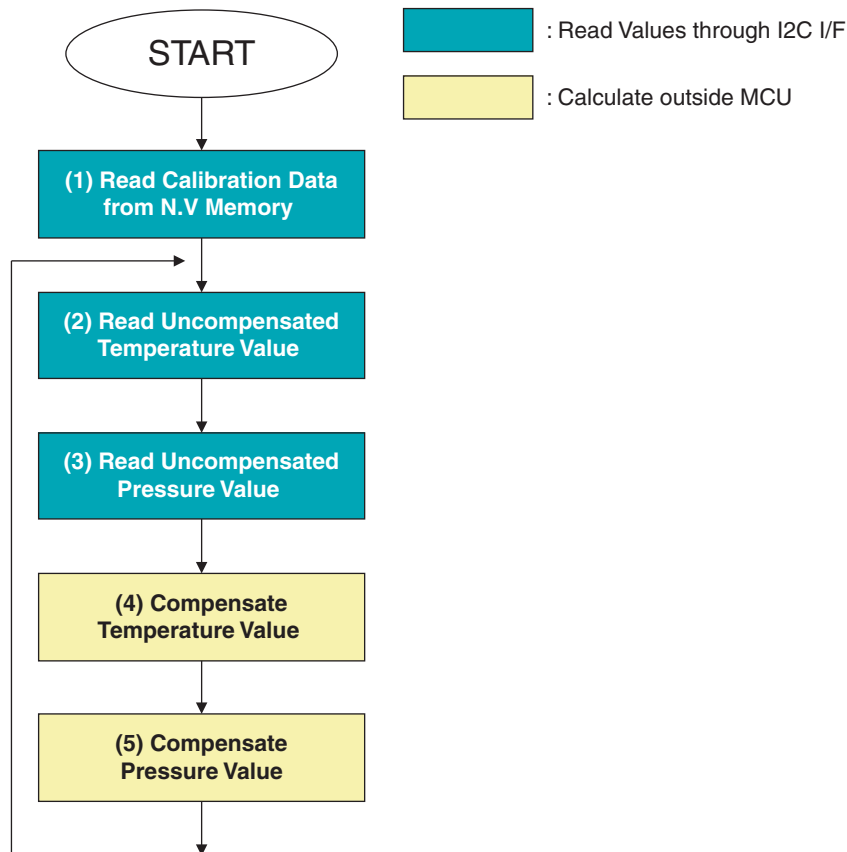 START
: Read Values through I2C I/F
: Calculate outside MCU
(1) Read Calibration Data
from N.V Memory
(2) Read Uncompensated
Temperature Value
(3) Read Uncompensated
Pressure Value
(4) Compensate
Temperature Value
(5) Compensate
Pressure Value